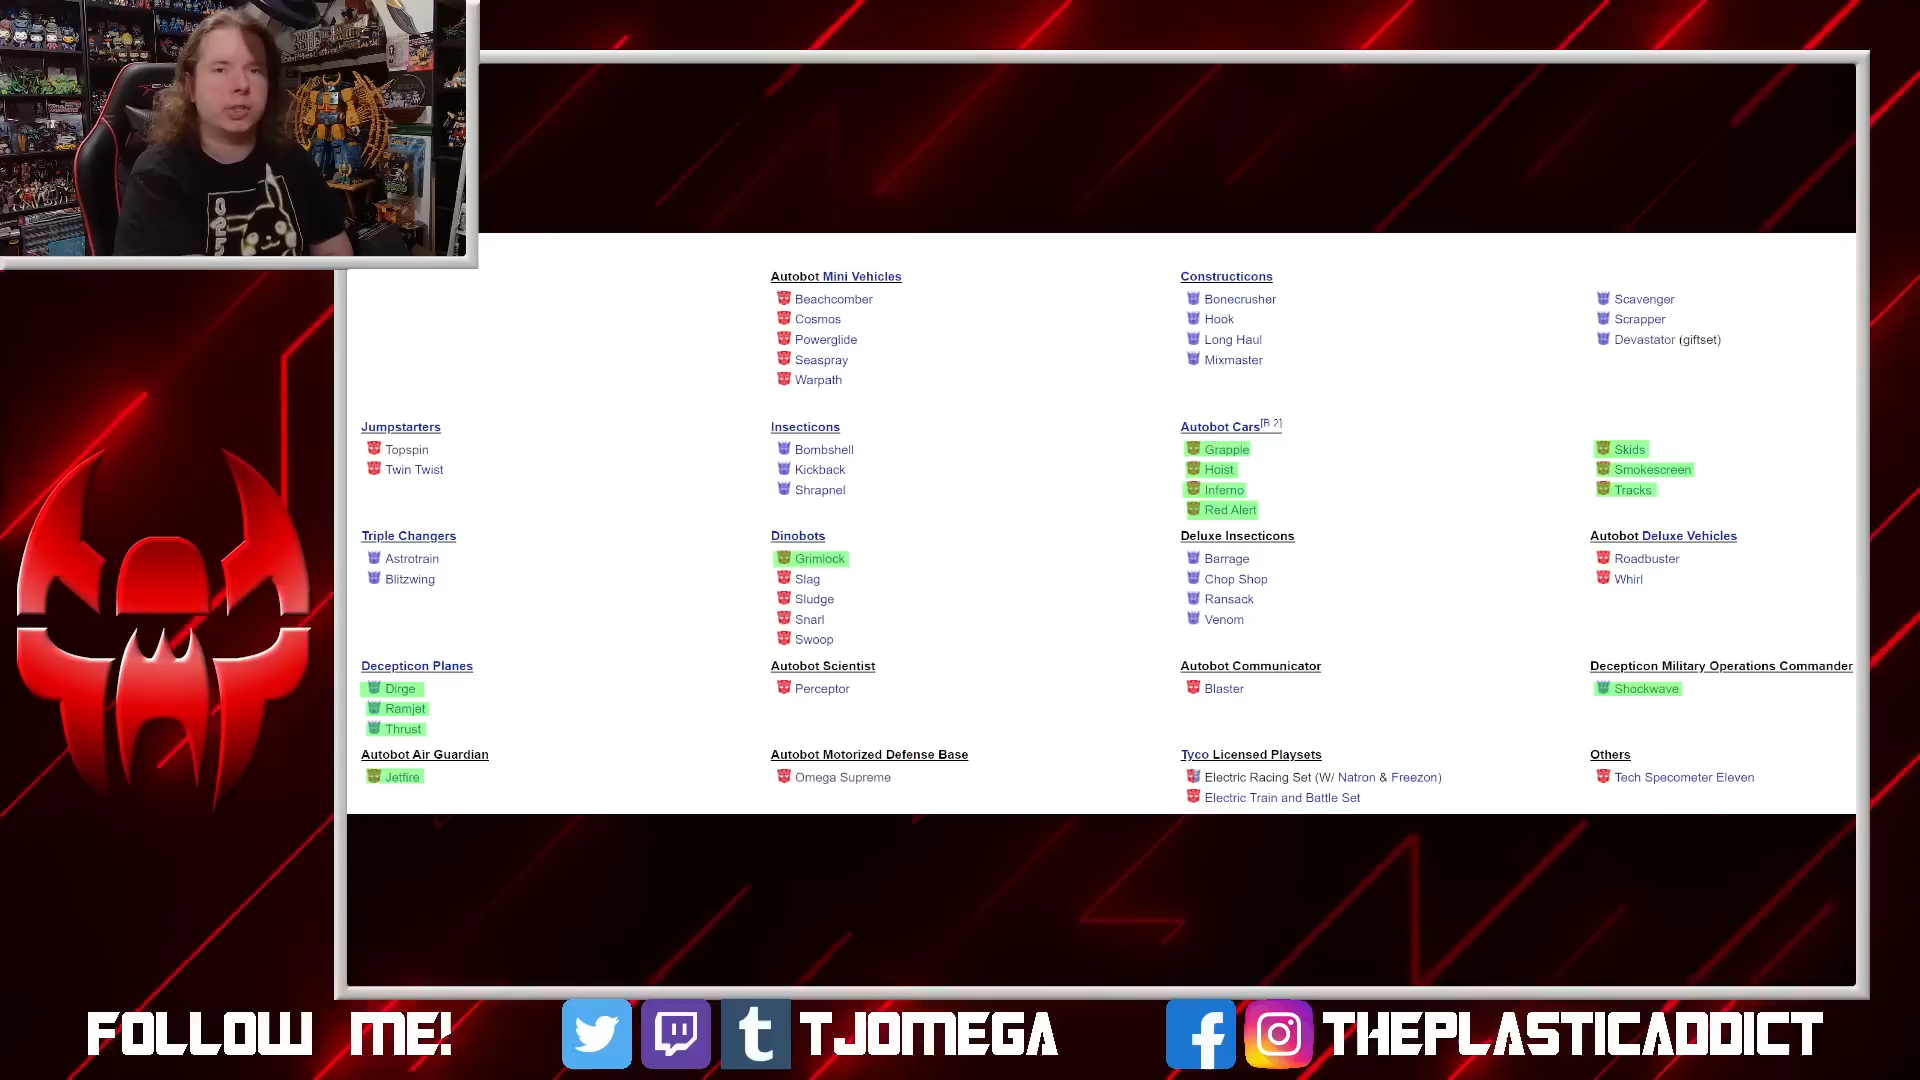 Autobot Mini Vehicles
Beachcomber
Cosmos
Powerglide
Seaspray
Warpath
Constructicons
Bonecrusher
Hook
Long Haul
Mixmaster
Scavenger
Scrapper
Devastator (giftset)
Jumpstarters
Topspin
Twin Twist
Insecticons
Bombshell
Kickback
Shrapnel
Autobot Cars[B 2]
Grapple
Hoist
Inferno
Red Alert
Skids
Smokescreen
Tracks
Triple Changers
Astrotrain
Blitzwing
Dinobots
Grimlock
Slag
Sludge
Snarl
Swoop
Deluxe Insecticons
Barrage
Chop Shop
Ransack
Venom
Autobot Deluxe Vehicles
Roadbuster
Whirl
Decepticon Planes
Dirge
Ramjet
Thrust
Autobot Scientist
Perceptor
Autobot Communicator
Blaster
Decepticon Military Operations Commander
Shockwave
Autobot Air Guardian
Jetfire
Autobot Motorized Defense Base
Omega Supreme
Tyco Licensed Playsets
Electric Racing Set (W/ Natron & Freezon)
Electric Train and Battle Set
Others
Tech Specometer Eleven
FOLLOW ME! TJOMEGA THEPLASTICADDICT
025